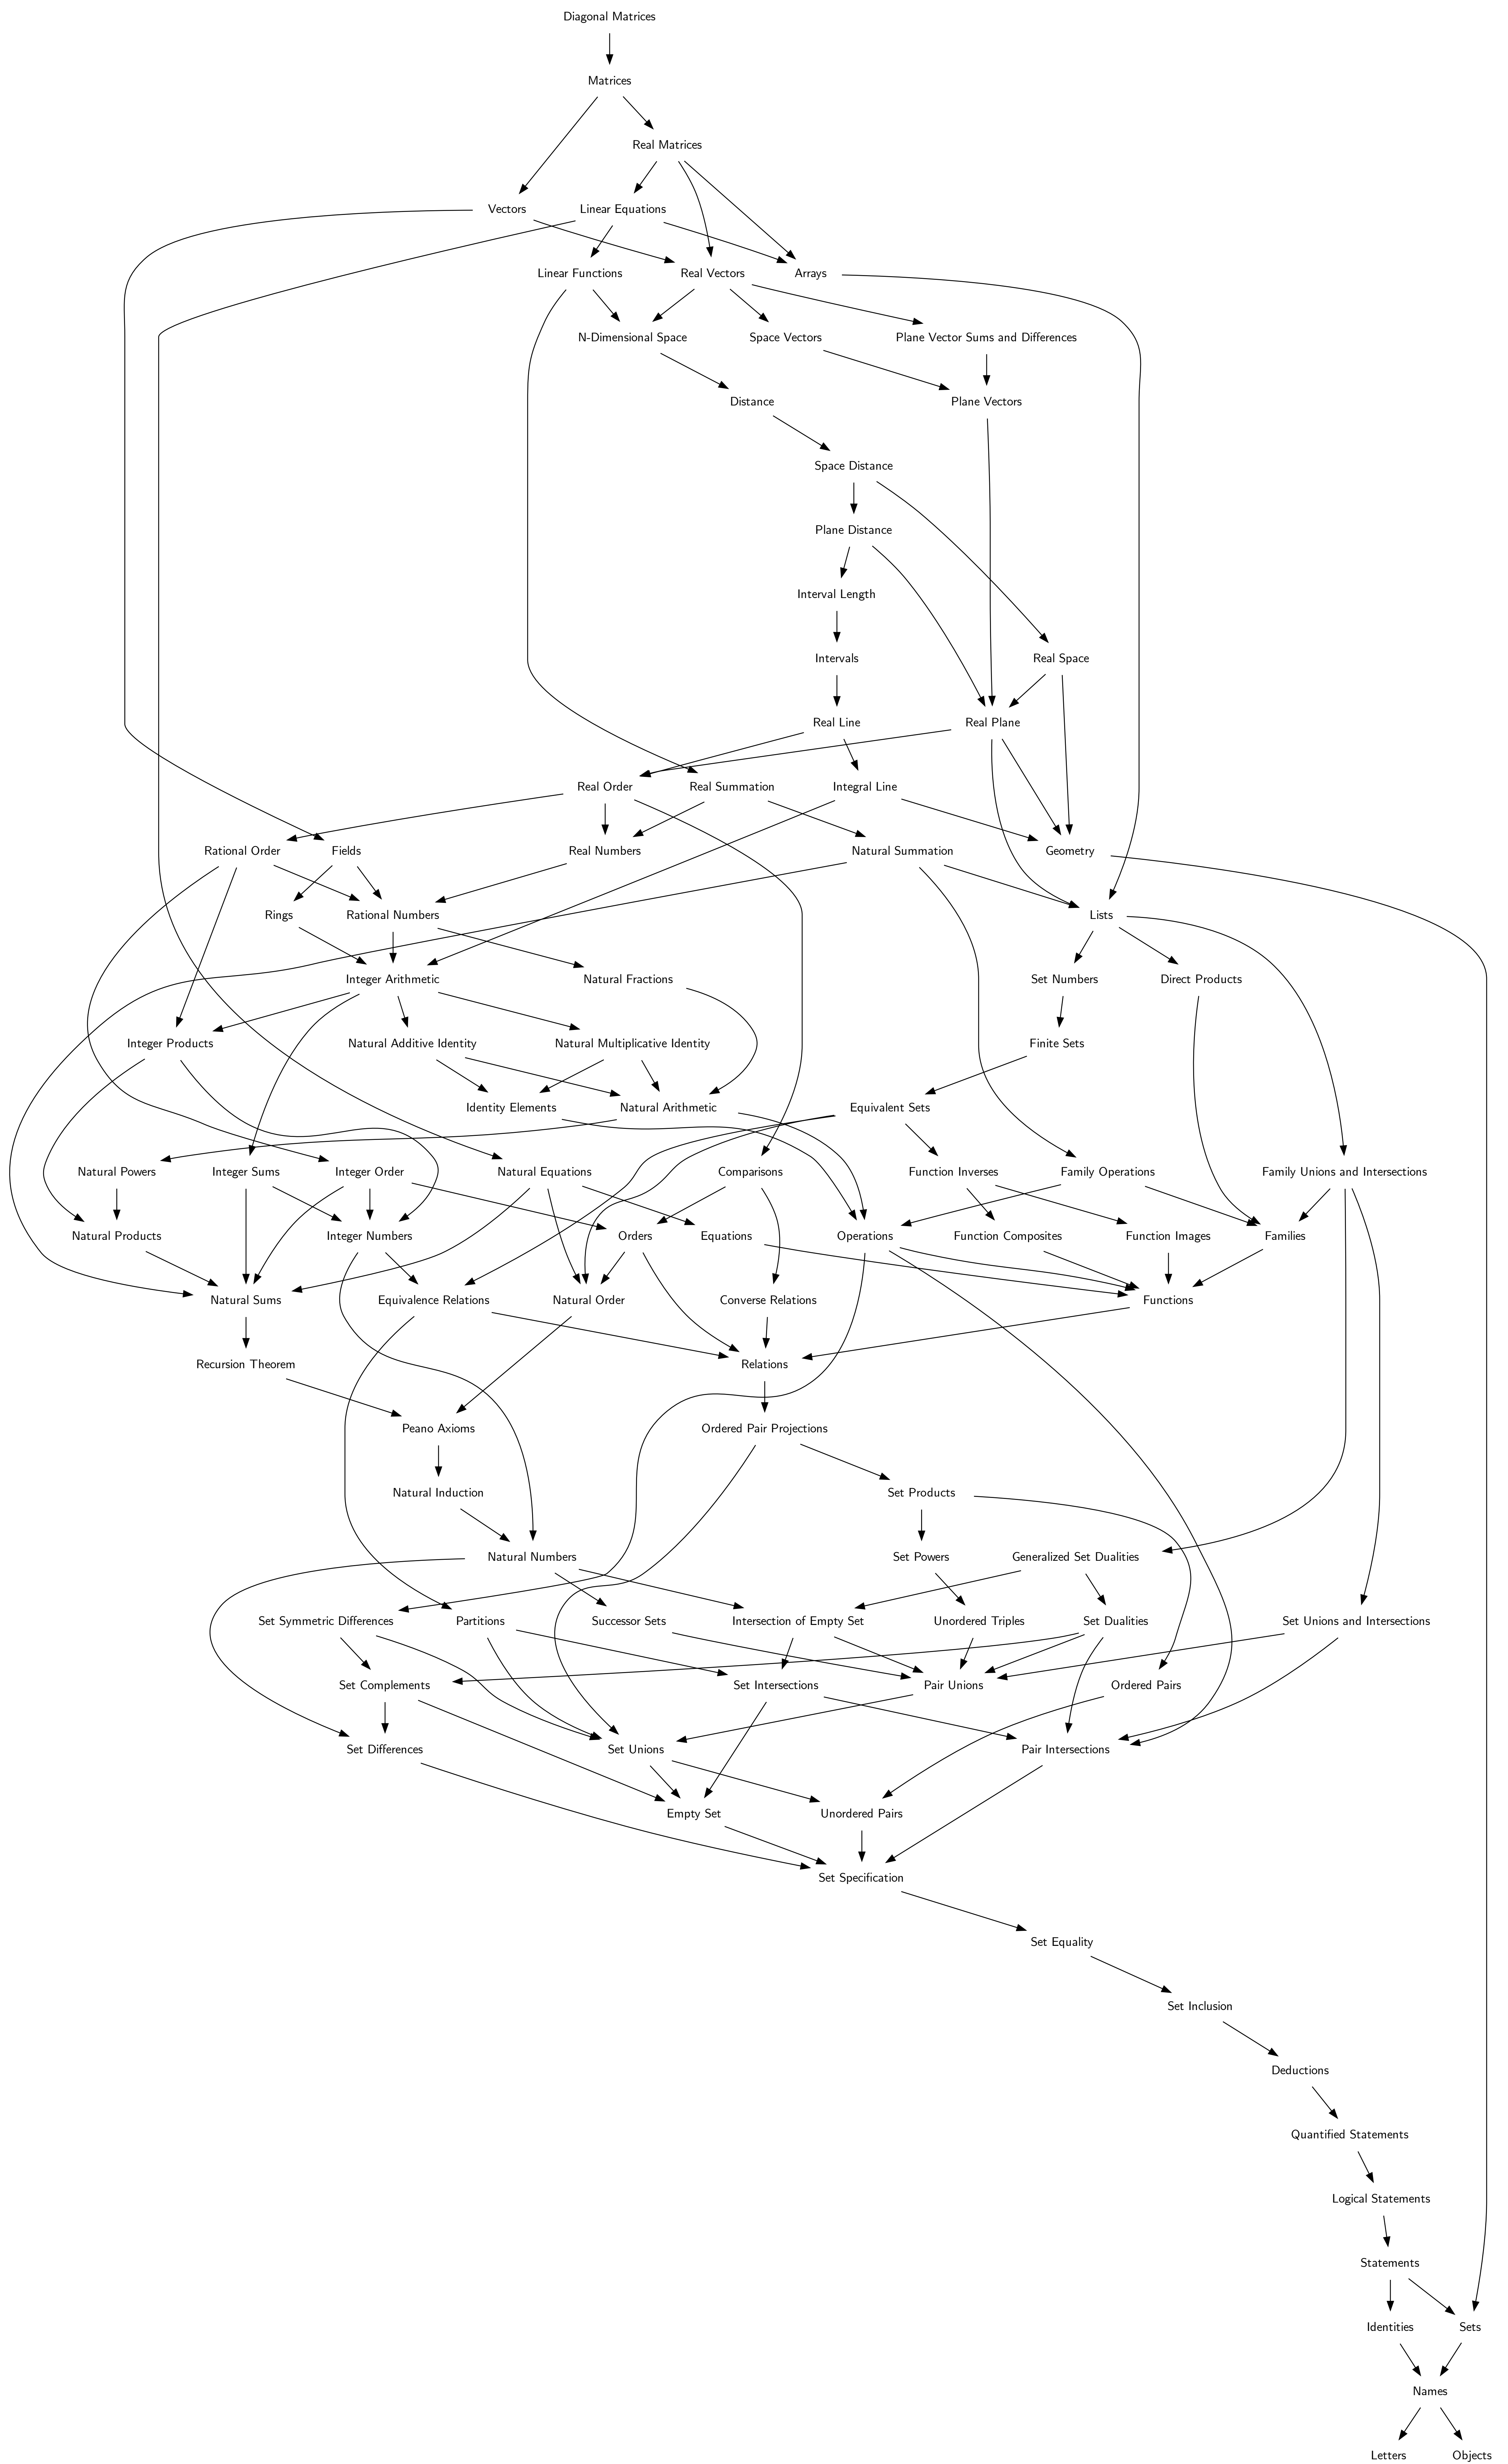 Diagonal Matrices
Matrices
Real Matrices
Vectors
Linear Equations
Linear Functions
Real Vectors
Arrays
N-Dimensional Space
Space Vectors
Plane Vector Sums and Differences
Distance
Plane Vectors
Space Distance
Plane Distance
Interval Length
Intervals
Real Space
Real Line
Real Plane
Real Order
Real Summation
Integral Line
Rational Order
Fields
Real Numbers
Natural Summation
Geometry
Rings
Rational Numbers
Lists
Integer Arithmetic
Natural Fractions
Set Numbers
Direct Products
Integer Products
Natural Additive Identity
Natural Multiplicative Identity
Finite Sets
Identity Elements
Natural Arithmetic
Equivalent Sets
Natural Powers
Integer Sums
Integer Order
Natural Equations
Comparisons
Function Inverses
Family Operations
Family Unions and Intersections
Natural Products
Integer Numbers
Orders
Equations
Operations
Function Composites
Function Images
Families
Natural Sums
Equivalence Relations
Natural Order
Converse Relations
Functions
Recursion Theorem
Relations
Peano Axioms
Ordered Pair Projections
Natural Induction
Set Products
Natural Numbers
Set Powers
Generalized Set Dualities
Set Symmetric Differences
Partitions
Successor Sets
Intersection of Empty Set
Unordered Triples
Set Dualities
Set Unions and Intersections
Set Complements
Set Intersections
Pair Unions
Ordered Pairs
Set Differences
Set Unions
Pair Intersections
Empty Set
Unordered Pairs
Set Specification
Set Equality
Set Inclusion
Deductions
Quantified Statements
Logical Statements
Statements
Identities
Sets
Names
Letters
Objects